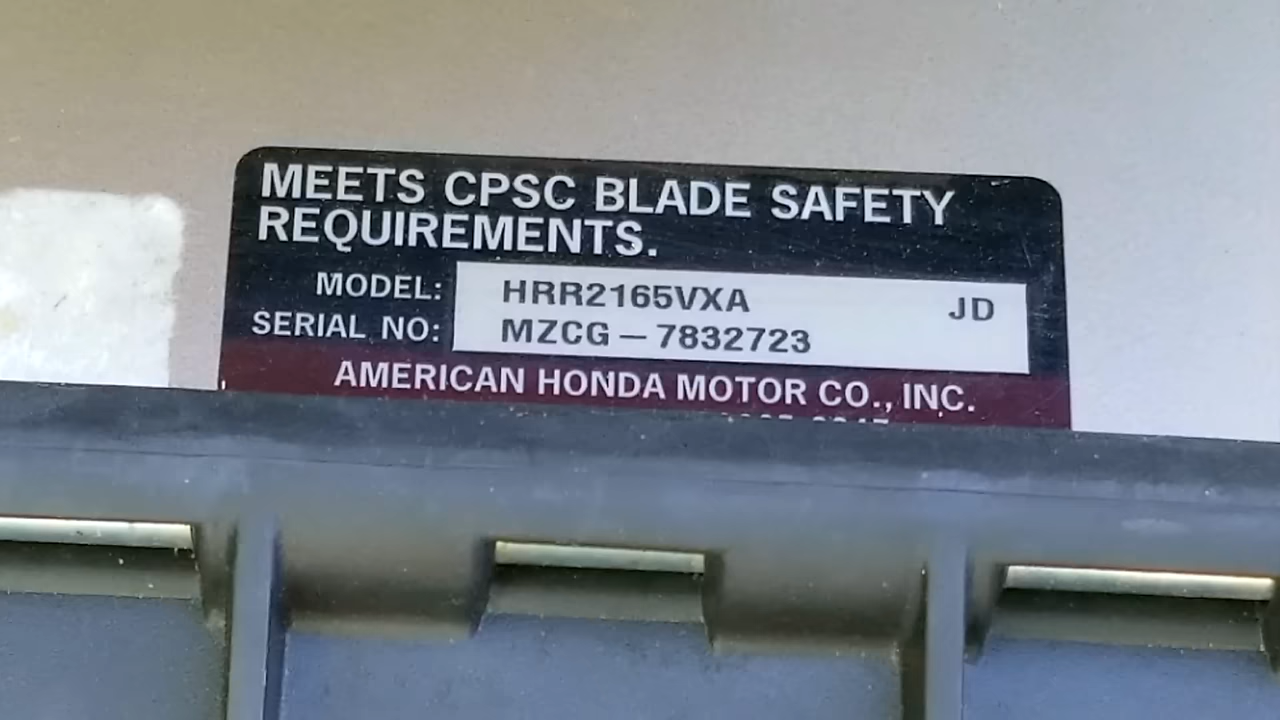 MEETS CPSC BLADE SAFETY
REQUIREMENTS.
MODEL: HRR2165VXA JD
SERIAL NO: MZCG – 7832723
AMERICAN HONDA MOTOR CO., INC.